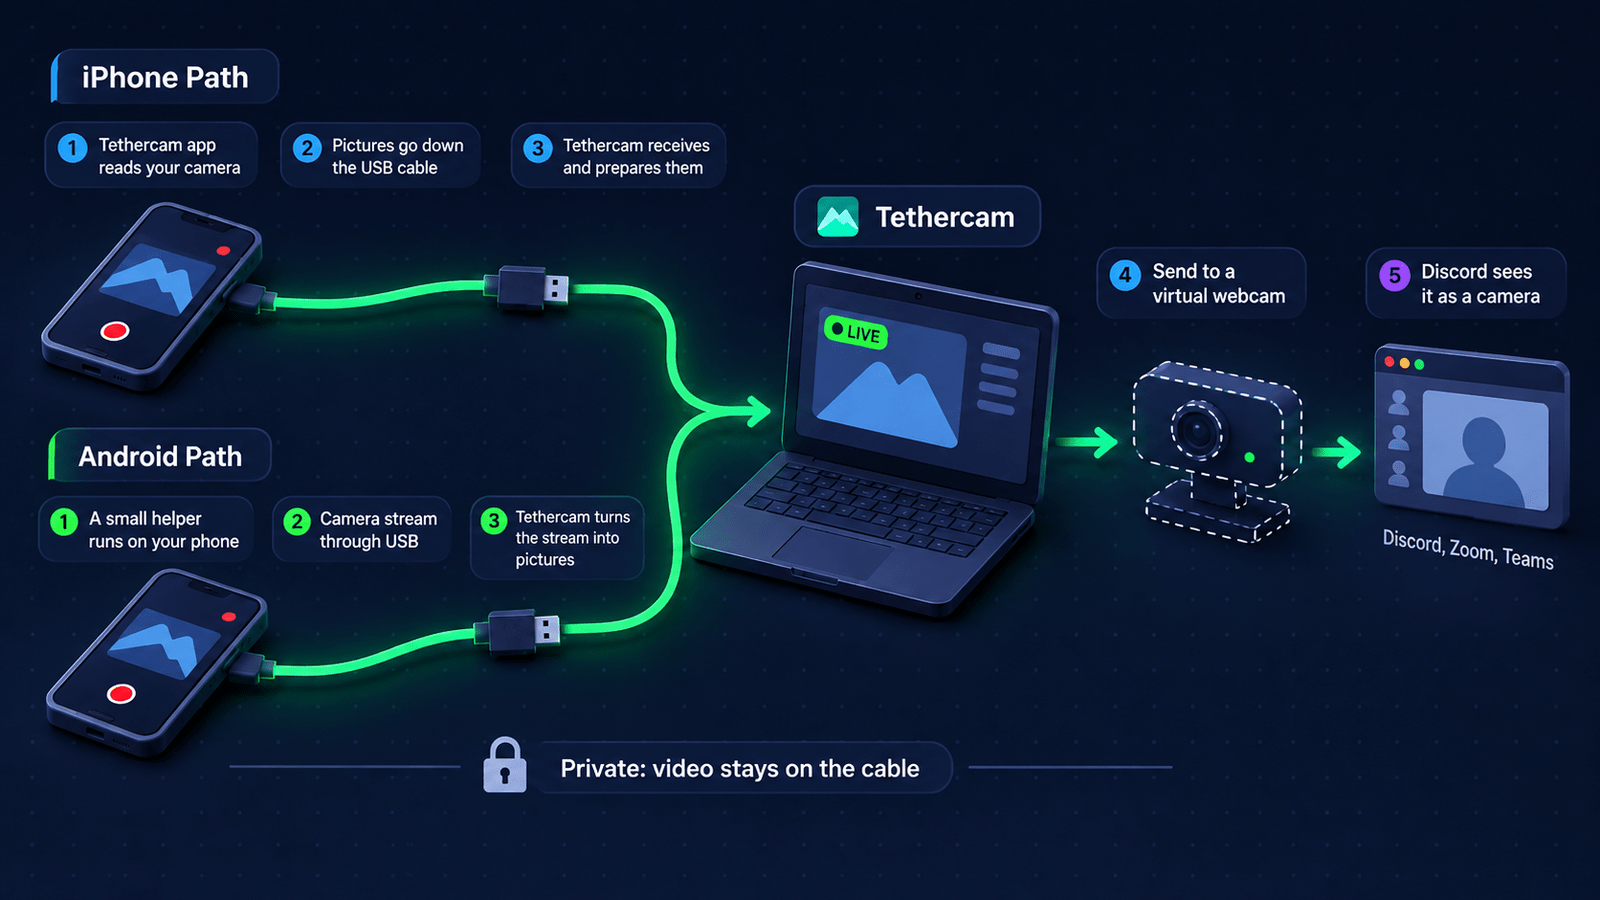 iPhone Path
1
Tethercam app
reads your camera
2
Pictures go down
the USB cable
3
Tethercam receives
and prepares them
Tethercam
LIVE
4
Send to a
virtual webcam
5
Discord sees
it as a camera
Discord, Zoom, Teams
Android Path
1
A small helper
runs on your phone
2
Camera stream
through USB
3
Tethercam turns
the stream into
pictures
Private: video stays on the cable